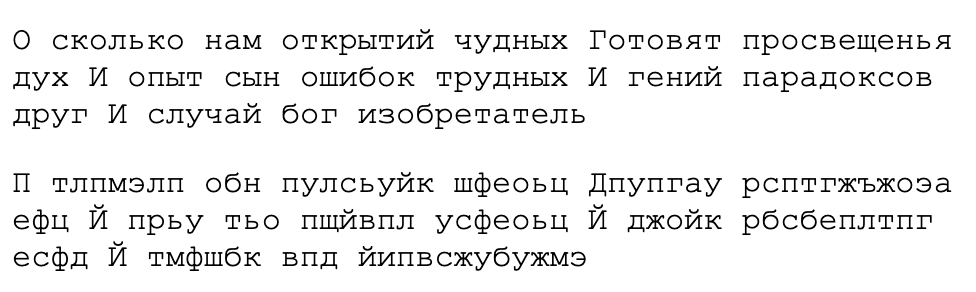 О сколько нам открытий чудных Готовят просвещенья
дух И опыт сын ошибок трудных И гений парадоксов
друг И случай бог изобретатель
П тлпмэлп обн пулсьуйк шфеоьц Дпупгау рсптгжъжоэа
ефц Й прьу тьо пщйвпл усфеоьц Й джойк рбсбеплтпг
есфд Й тмфшбк впд йипвсжубужмэ